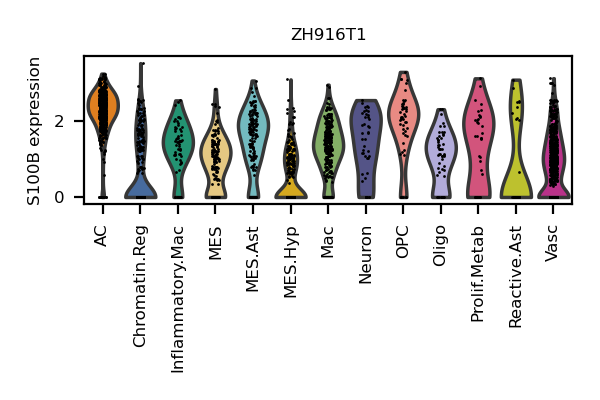 ZH916T1
S100B expression
2
0
AC
Chromatin.Reg
Inflammatory.Mac
MES
MES.Ast
MES.Hyp
Mac
Neuron
OPC
Oligo
Prolif.Metab
Reactive.Ast
Vasc